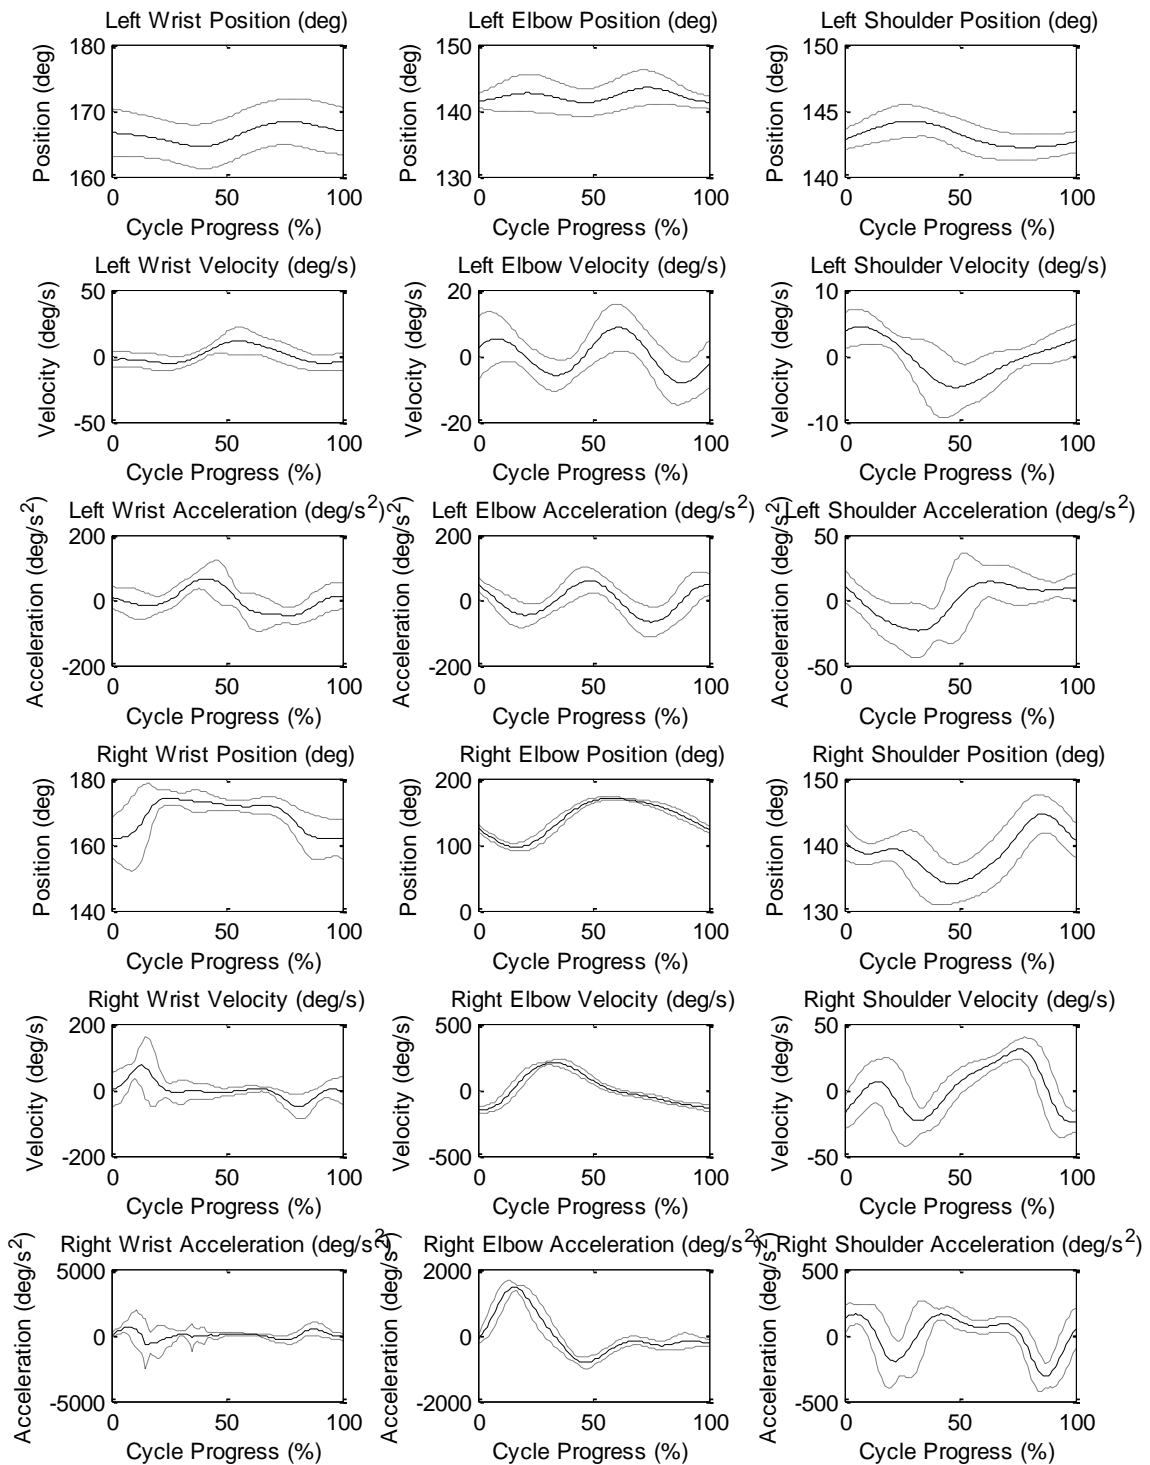 Left Wrist Position (deg) Left Elbow Position (deg) Left Shoulder Position (deg)
Position (deg) Position (deg) Position (deg)
180 150 150
170 140 145
160 130 140
0 50 100 0 50 100 0 50 100
Cycle Progress (%) Cycle Progress (%) Cycle Progress (%)
Left Wrist Velocity (deg/s) Left Elbow Velocity (deg/s) Left Shoulder Velocity (deg/s)
Velocity (deg/s) Velocity (deg/s) Velocity (deg/s)
50 20 10
0 0 0
-50 -20 -10
0 50 100 0 50 100 0 50 100
Cycle Progress (%) Cycle Progress (%) Cycle Progress (%)
Left Wrist Acceleration (deg/s²) Left Elbow Acceleration (deg/s²) Left Shoulder Acceleration (deg/s²)
Acceleration (deg/s²) Acceleration (deg/s²) Acceleration (deg/s²)
200 200 50
0 0 0
-200 -200 -50
0 50 100 0 50 100 0 50 100
Cycle Progress (%) Cycle Progress (%) Cycle Progress (%)
Right Wrist Position (deg) Right Elbow Position (deg) Right Shoulder Position (deg)
Position (deg) Position (deg) Position (deg)
180 200 150
160 100 140
140 0 130
0 50 100 0 50 100 0 50 100
Cycle Progress (%) Cycle Progress (%) Cycle Progress (%)
Right Wrist Velocity (deg/s) Right Elbow Velocity (deg/s) Right Shoulder Velocity (deg/s)
Velocity (deg/s) Velocity (deg/s) Velocity (deg/s)
200 500 50
0 0 0
-200 -500 -50
0 50 100 0 50 100 0 50 100
Cycle Progress (%) Cycle Progress (%) Cycle Progress (%)
Right Wrist Acceleration (deg/s²) Right Elbow Acceleration (deg/s²) Right Shoulder Acceleration (deg/s²)
Acceleration (deg/s²) Acceleration (deg/s²) Acceleration (deg/s²)
5000 2000 500
0 0 0
-5000 -2000 -500
0 50 100 0 50 100 0 50 100
Cycle Progress (%) Cycle Progress (%) Cycle Progress (%)